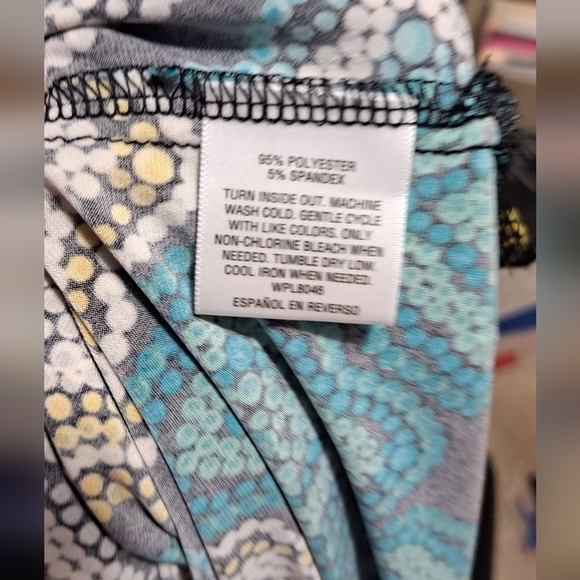 95% POLYESTER
5% SPANDEX
TURN INSIDE OUT. MACHINE
WASH COLD. GENTLE CYCLE
WITH LIKE COLORS. ONLY
NON-CHLORINE BLEACH WHEN
NEEDED. TUMBLE DRY LOW.
COOL IRON WHEN NEEDED.
WPL8046
ESPAÑOL EN REVERSO